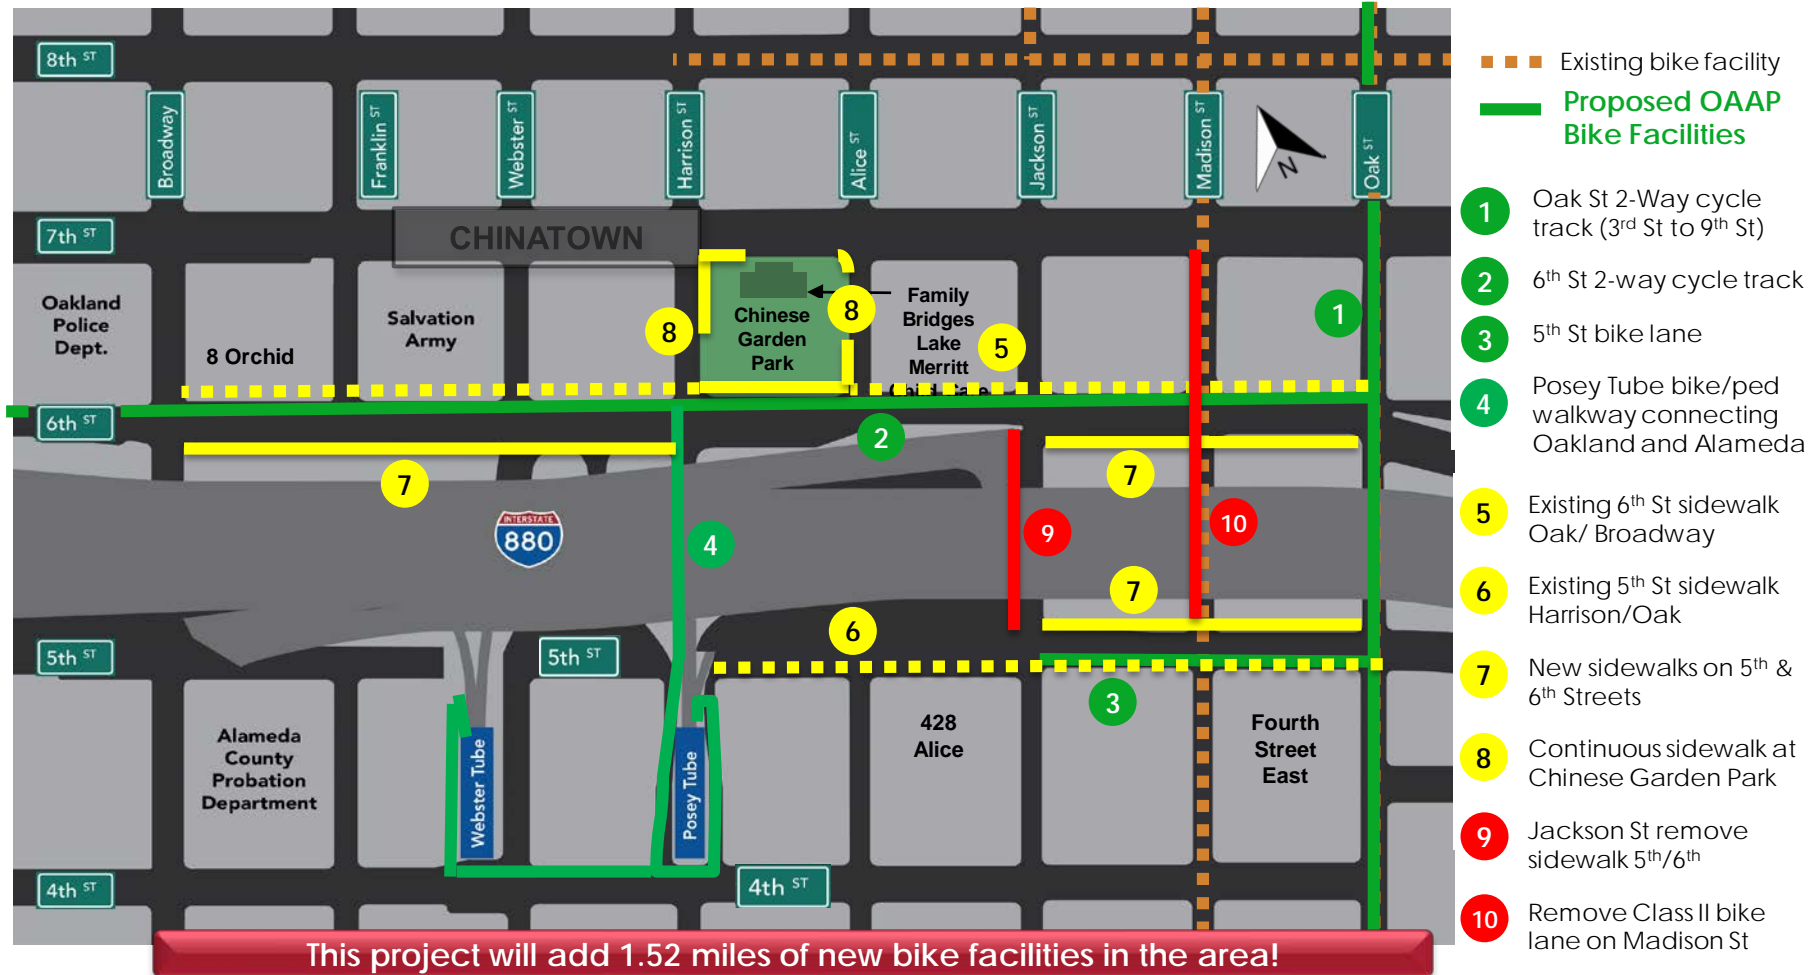 8th ST
Broadway
Franklin ST
Webster ST
Harrison ST
Alice ST
Jackson ST
Madison ST
Oak ST
N
7th ST
CHINATOWN
Oakland
Police
Dept.
8 Orchid
Salvation
Army
8
Chinese
Garden
Park
8
Family
Bridges
Lake
Merritt
Child Care
5
1
6th ST
2
7
7
INTERSTATE
880
4
9
10
7
6
5th ST
5th ST
3
Alameda
County
Probation
Department
Webster Tube
Posey Tube
428
Alice
Fourth
Street
East
4th ST
4th ST
This project will add 1.52 miles of new bike facilities in the area!
Existing bike facility
Proposed OAAP
Bike Facilities
1 Oak St 2-Way cycle
track (3rd St to 9th St)
2 6th St 2-way cycle track
3 5th St bike lane
4 Posey Tube bike/ped
walkway connecting
Oakland and Alameda
5 Existing 6th St sidewalk
Oak/ Broadway
6 Existing 5th St sidewalk
Harrison/Oak
7 New sidewalks on 5th &
6th Streets
8 Continuous sidewalk at
Chinese Garden Park
9 Jackson St remove
sidewalk 5th/6th
10 Remove Class II bike
lane on Madison St